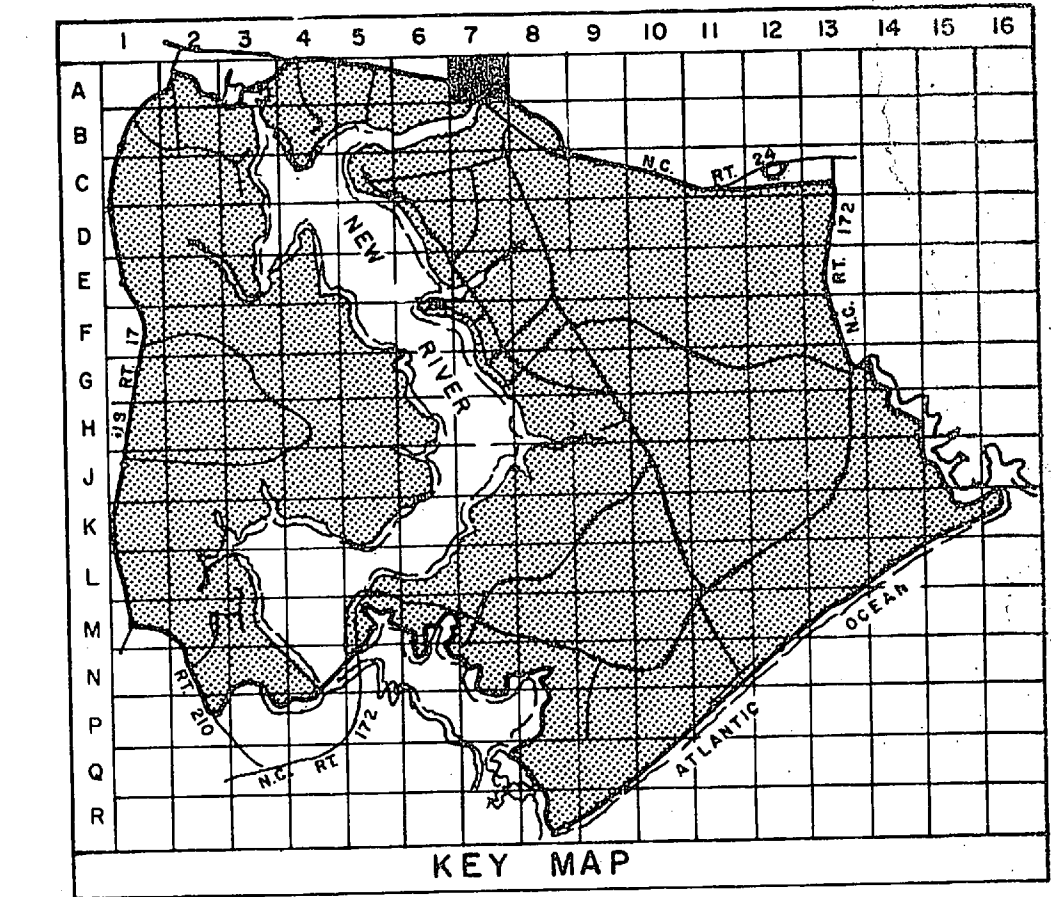 1 2 3 4 5 6 7 8 9 10 11 12 13 14 15 16
A
B
C
D
E
F
G
H
J
K
L
M
N
P
Q
R
N.C. RT. 24
N.C. RT. 172
NEW
RIVER
US RT. 17
RT. 210
N.C. RT. 172
ATLANTIC OCEAN
KEY MAP